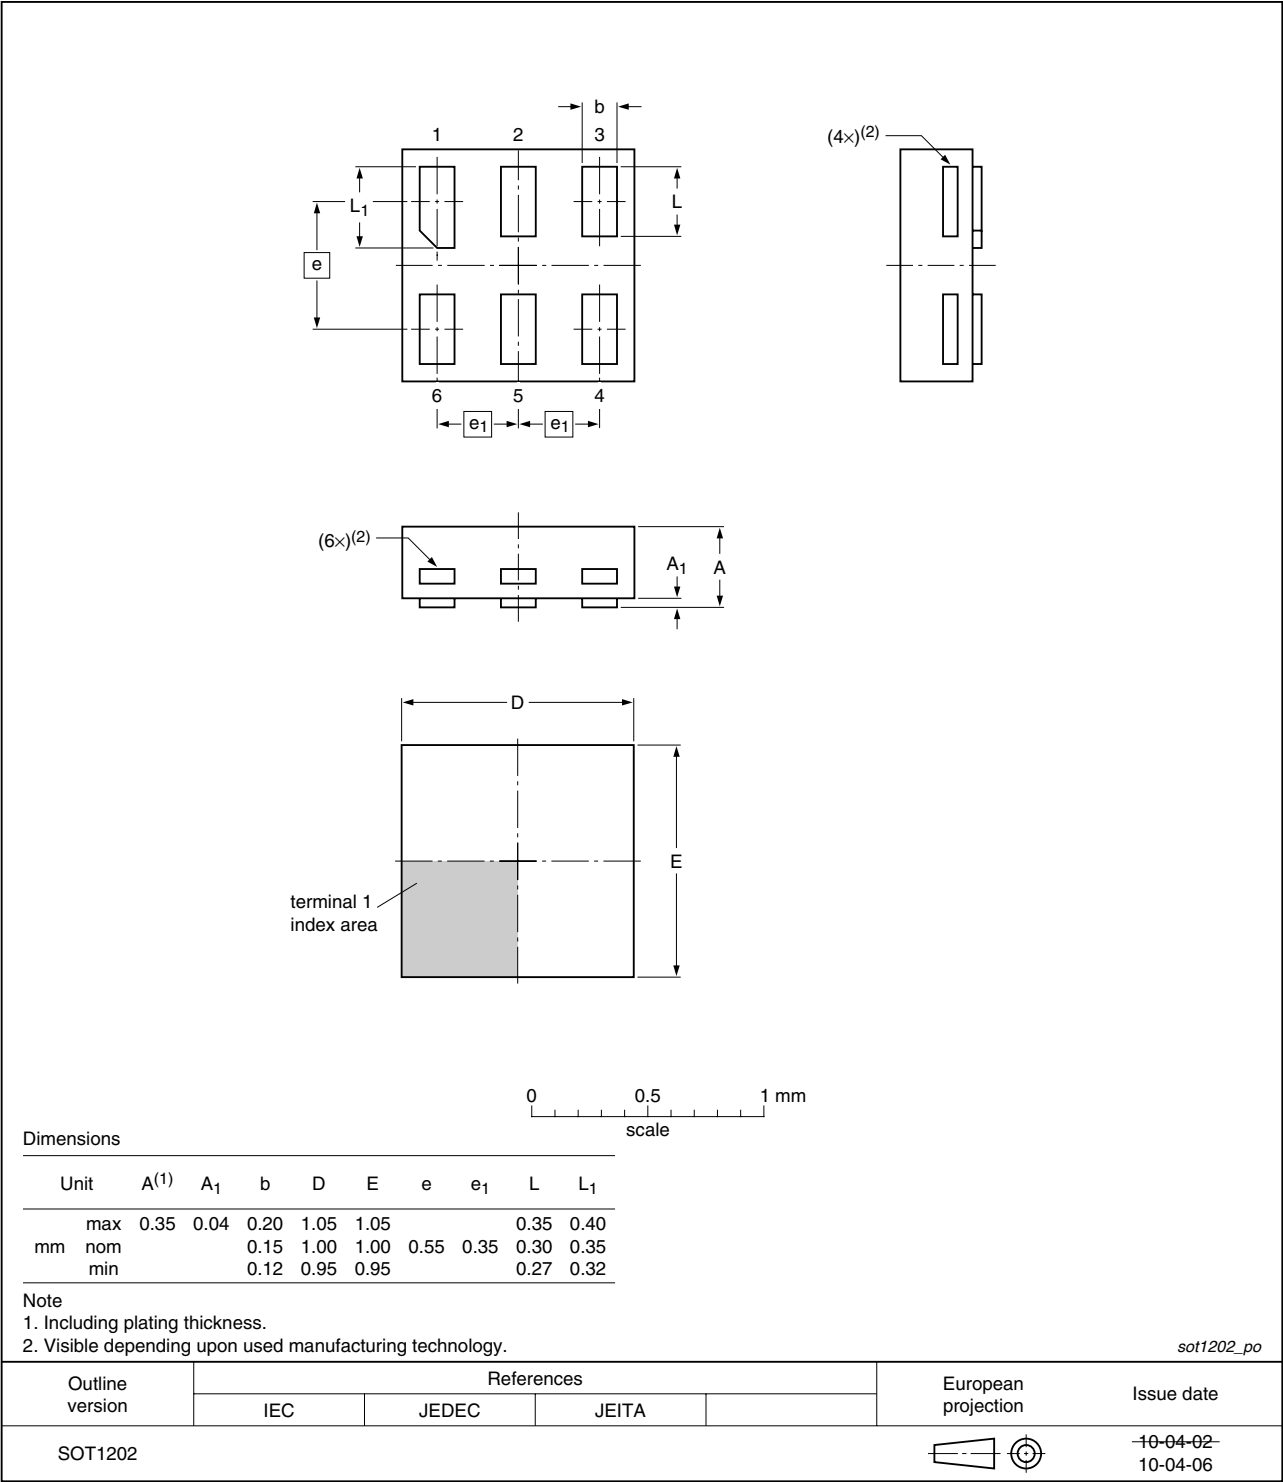 b
1 2 3
(4×)(2)
L1
L
e
6 5 4
e1 e1
(6×)(2)
A1 A
D
E
terminal 1
index area
0 0.5 1 mm
scale
Dimensions
Unit A(1) A1 b D E e e1 L L1
max 0.35 0.04 0.20 1.05 1.05 0.35 0.40
mm nom 0.15 1.00 1.00 0.55 0.35 0.30 0.35
min 0.12 0.95 0.95 0.27 0.32
Note
1. Including plating thickness.
2. Visible depending upon used manufacturing technology.
sot1202_po
Outline
version
References
European
projection
Issue date
IEC JEDEC JEITA
SOT1202
10-04-02
10-04-06